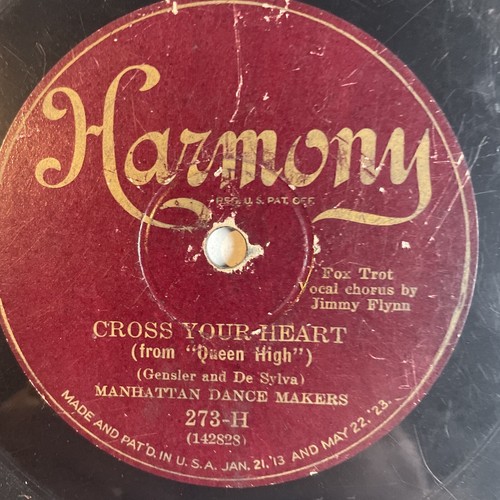 Harmony
REG. U.S. PAT. OFF.
Fox Trot
Vocal chorus by
Jimmy Flynn
CROSS YOUR HEART
(from "Queen High")
(Gensler and De Sylva)
MANHATTAN DANCE MAKERS
273-H
(142828)
MADE AND PAT'D. IN U.S.A. JAN. 21,'13 AND MAY 22,'23.